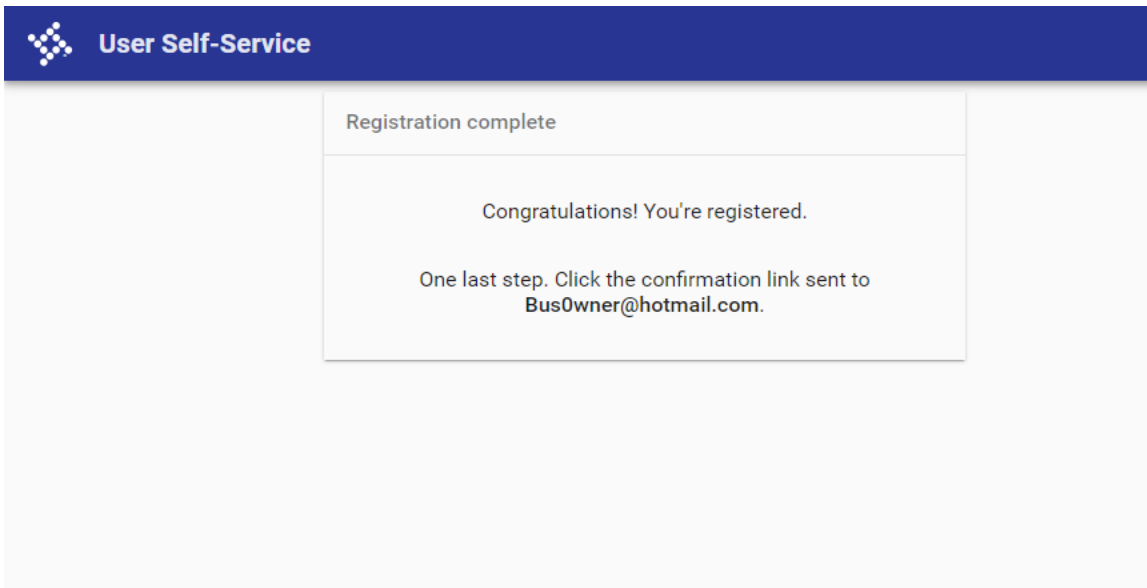 User Self-Service
Registration complete
Congratulations! You're registered.
One last step. Click the confirmation link sent to
Bus0wner@hotmail.com.